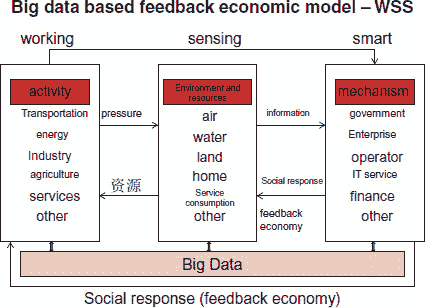 Big data based feedback economic model – WSS
working
sensing
smart
activity
Transportation
energy
Industry
agriculture
services
other
pressure
资源
Environment and
resources
air
water
land
home
Service
consumption
other
information
Social response
feedback
economy
mechanism
government
Enterprise
operator
IT service
finance
other
Big Data
Social response (feedback economy)